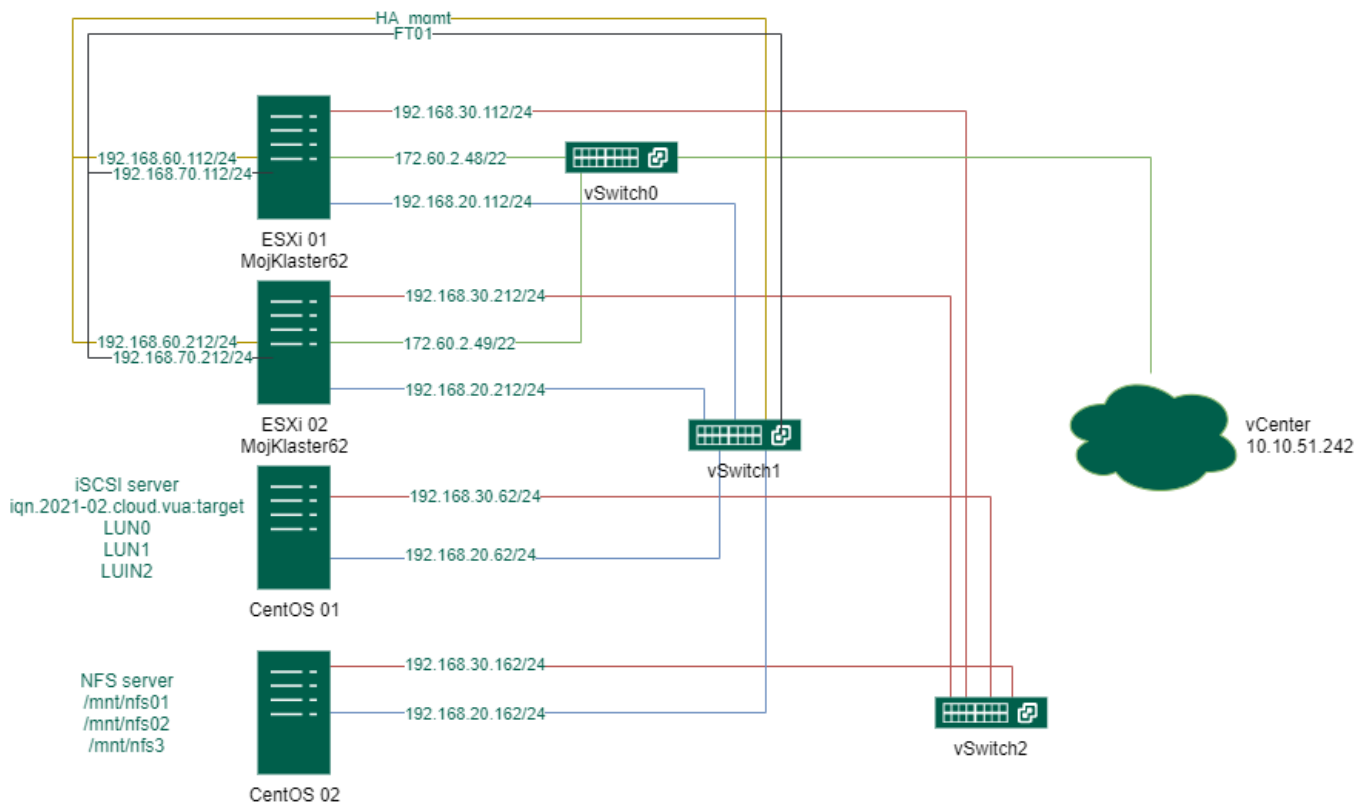 HA_mgmt
FT01
192.168.30.112/24
192.168.60.112/24
172.60.2.48/22
192.168.70.112/24
vSwitch0
192.168.20.112/24
ESXi 01
MojKlaster62
192.168.30.212/24
192.168.60.212/24
172.60.2.49/22
192.168.70.212/24
192.168.20.212/24
ESXi 02
MojKlaster62
vCenter
10.10.51.242
vSwitch1
iSCSI server
iqn.2021-02.cloud.vua:target
LUN0
LUN1
LUIN2
192.168.30.62/24
192.168.20.62/24
CentOS 01
192.168.30.162/24
NFS server
/mnt/nfs01
/mnt/nfs02
/mnt/nfs3
192.168.20.162/24
vSwitch2
CentOS 02